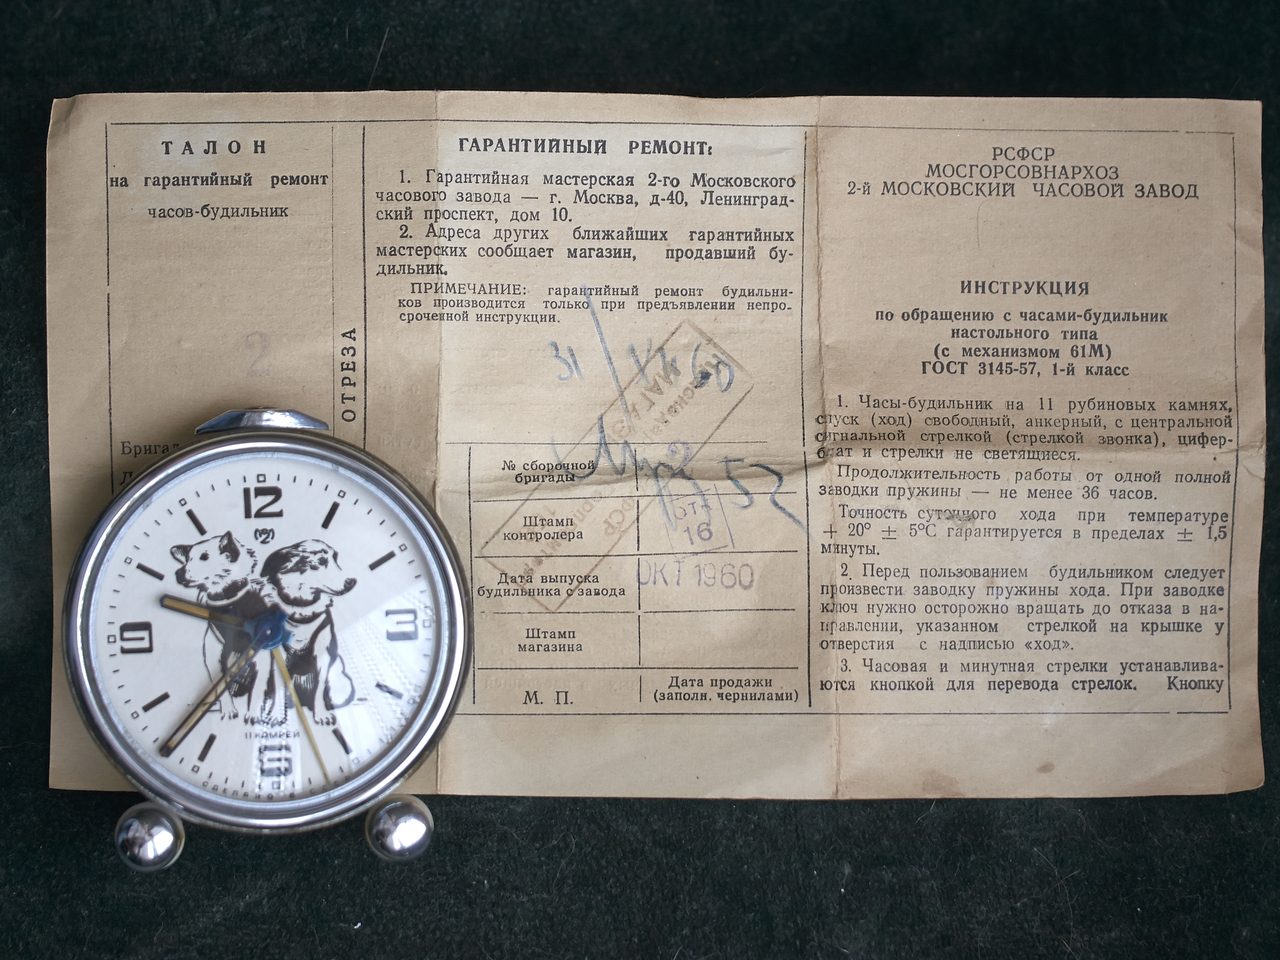 ТАЛОН
на гарантийный ремонт
часов-будильник
2
ОТРЕЗА
Бригад
ГАРАНТИЙНЫЙ РЕМОНТ:
1. Гарантийная мастерская 2-го Московского
часового завода — г. Москва, д-40, Ленинград-
ский проспект, дом 10.
2. Адреса других ближайших гарантийных
мастерских сообщает магазин, продавший бу-
дильник.
ПРИМЕЧАНИЕ: гарантийный ремонт будильни-
ков производится только при предъявлении непро-
сроченной инструкции.
31/XII 60
№ сборочной
бригады
52
Штамп
контролера
ОТК
16
Дата выпуска
будильника с завода
ОКТ 1960
Штамп
магазина
М. П.
Дата продажи
(заполн. чернилами)
РСФСР
МОСГОРСОВНАРХОЗ
2-й МОСКОВСКИЙ ЧАСОВОЙ ЗАВОД
ИНСТРУКЦИЯ
по обращению с часами-будильник
настольного типа
(с механизмом 61М)
ГОСТ 3145-57, 1-й класс
1. Часы-будильник на 11 рубиновых камнях,
спуск (ход) свободный, анкерный, с центральной
сигнальной стрелкой (стрелкой звонка), цифер-
блат и стрелки не светящиеся.
Продолжительность работы от одной полной
заводки пружины — не менее 36 часов.
Точность суточного хода при температуре
+ 20° ± 5°С гарантируется в пределах ± 1,5
минуты.
2. Перед пользованием будильником следует
произвести заводку пружины хода. При заводке
ключ нужно осторожно вращать до отказа в на-
правлении, указанном стрелкой на крышке у
отверстия с надписью «ход».
3. Часовая и минутная стрелки устанавлива-
ются кнопкой для перевода стрелок. Кнопку
12
9
3
6
11 КАМНЕЙ
СДЕЛАНО В